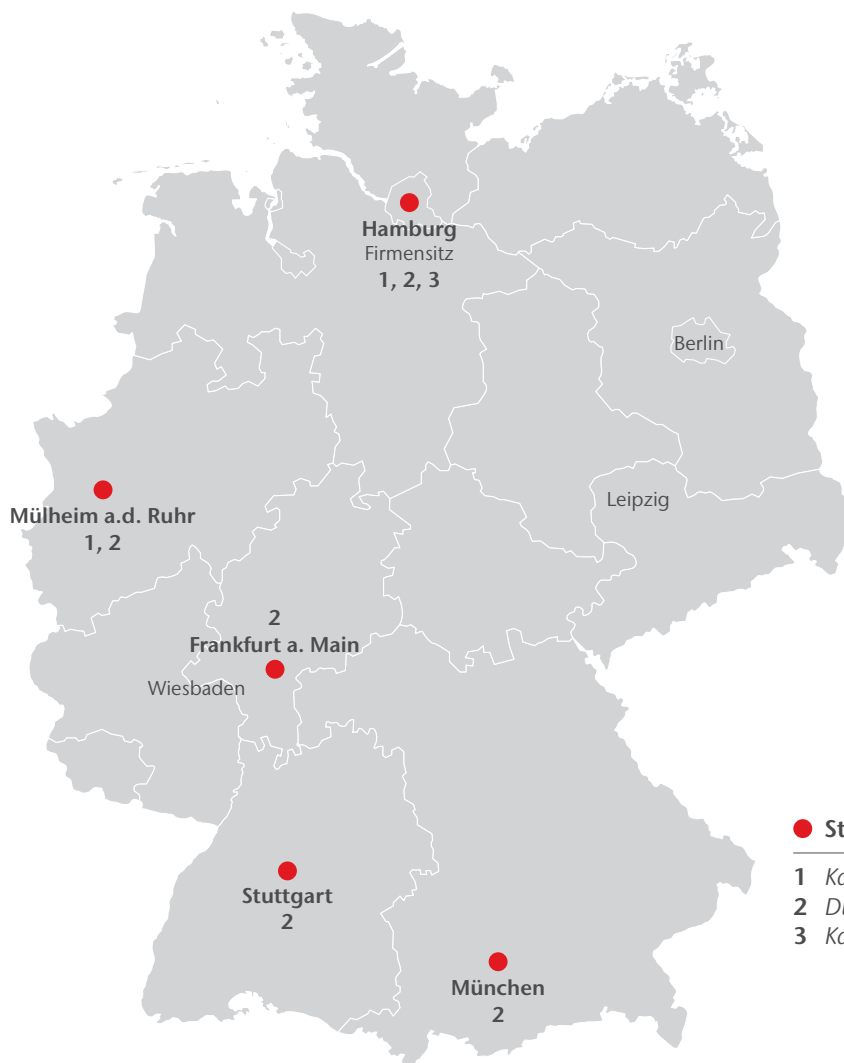 Hamburg
Firmensitz
1, 2, 3
Berlin
Mülheim a.d. Ruhr
1, 2
Leipzig
2
Frankfurt a. Main
Wiesbaden
Stuttgart
2
München
2
1
2
3